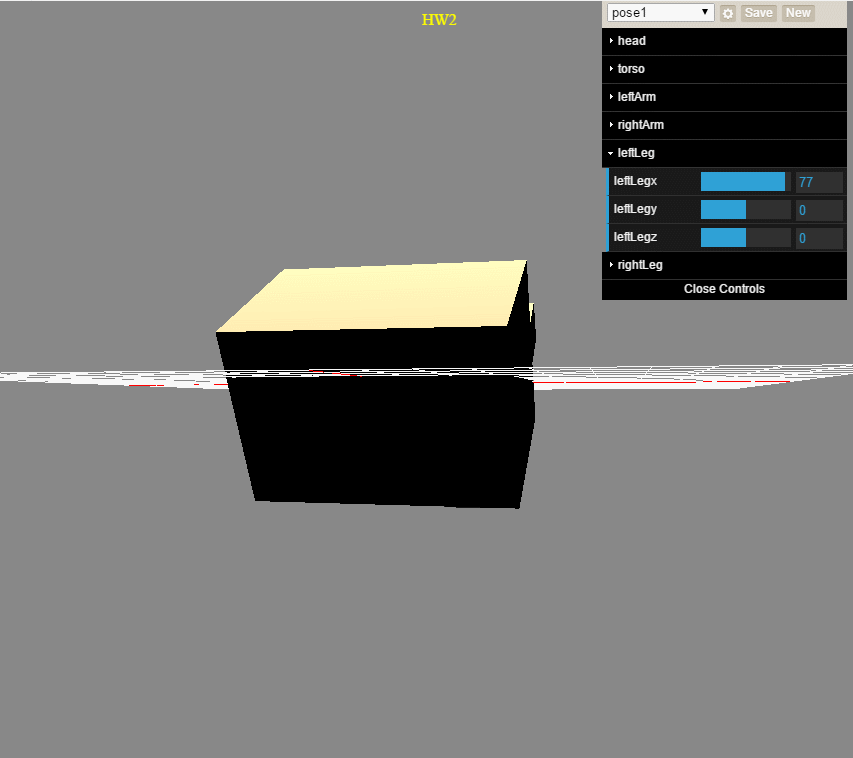 HW2
pose1 Save New
head
torso
leftArm
rightArm
leftLeg
leftLegx 77
leftLegy 0
leftLegz 0
rightLeg
Close Controls